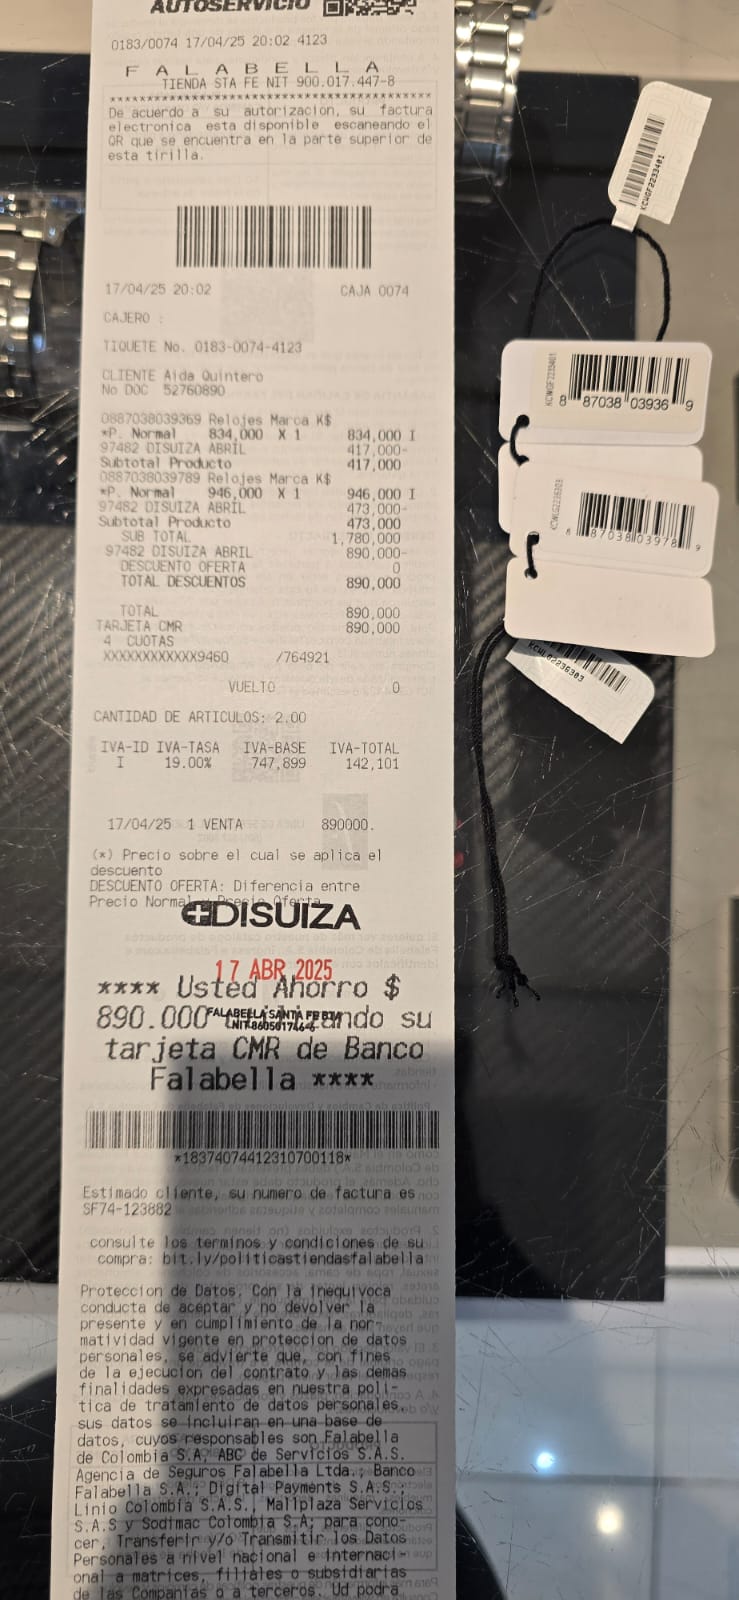 AUTOSERVICIO
0183/0074 17/04/25 20:02 4123
F A L A B E L L A
TIENDA STA FE NIT 900.017.447-8
De acuerdo a su autorizacion, su factura
electronica esta disponible escaneando el
QR que se encuentra en la parte superior de
esta tirilla.
17/04/25 20:02 CAJA 0074
CAJERO :
TIQUETE No. 0183-0074-4123
CLIENTE Aida Quintero
No DOC 52760890
0887038039369 Relojes Marca K$
*P. Normal 834,000 X 1 834,000 I
97482 DISUIZA ABRIL 417,000-
Subtotal Producto 417,000
0887038039789 Relojes Marca K$
*P. Normal 946,000 X 1 946,000 I
97482 DISUIZA ABRIL 473,000-
Subtotal Producto 473,000
SUB TOTAL 1,780,000
97482 DISUIZA ABRIL 890,000-
DESCUENTO OFERTA 0
TOTAL DESCUENTOS 890,000
TOTAL 890,000
TARJETA CMR 890,000
4 CUOTAS
XXXXXXXXXXXX9460 /764921
VUELTO 0
CANTIDAD DE ARTICULOS: 2.00
IVA-ID IVA-TASA IVA-BASE IVA-TOTAL
I 19.00% 747,899 142,101
17/04/25 1 VENTA 890000.
(*) Precio sobre el cual se aplica el
descuento
DESCUENTO OFERTA: Diferencia entre
Precio Normal y Precio Oferta
DISUIZA
17 ABR 2025
**** Usted Ahorro $
890.000 utilizando su
FALABELLA SANTA FE BTA
tarjeta CMR de Banco
Falabella ****
*18374074412310700118*
Estimado cliente, su numero de factura es
SF74-123882
consulte los terminos y condiciones de su
compra: bit.ly/politicastiendasfalabella
Proteccion de Datos, Con la inequivoca
conducta de aceptar y no devolver la
presente y en cumplimiento de la nor-
matividad vigente en proteccion de datos
personales, se advierte que, con fines
de la ejecucion del contrato y las demas
finalidades expresadas en nuestra poli-
tica de tratamiento de datos personales,
sus datos se incluiran en una base de
datos, cuyos responsables son Falabella
de Colombia S.A, ABC de Servicios S.A.S.
Agencia de Seguros Falabella Ltda.; Banco
Falabella S.A.; Digital Payments S.A.S.;
Linio Colombia S.A.S., Mallplaza Servicios
S.A.S y Sodimac Colombia S.A; para cono-
cer, Transferir y/o Transmitir los Datos
Personales a nivel nacional e internaci-
onal a matrices, filiales o subsidiarias
de las Companias o a terceros. Ud podra
KCWGF2233401
KCWGF2233401
8 87038 03936 9
KCWLG2236303
8 87038 03978 9
KCWLG2236303